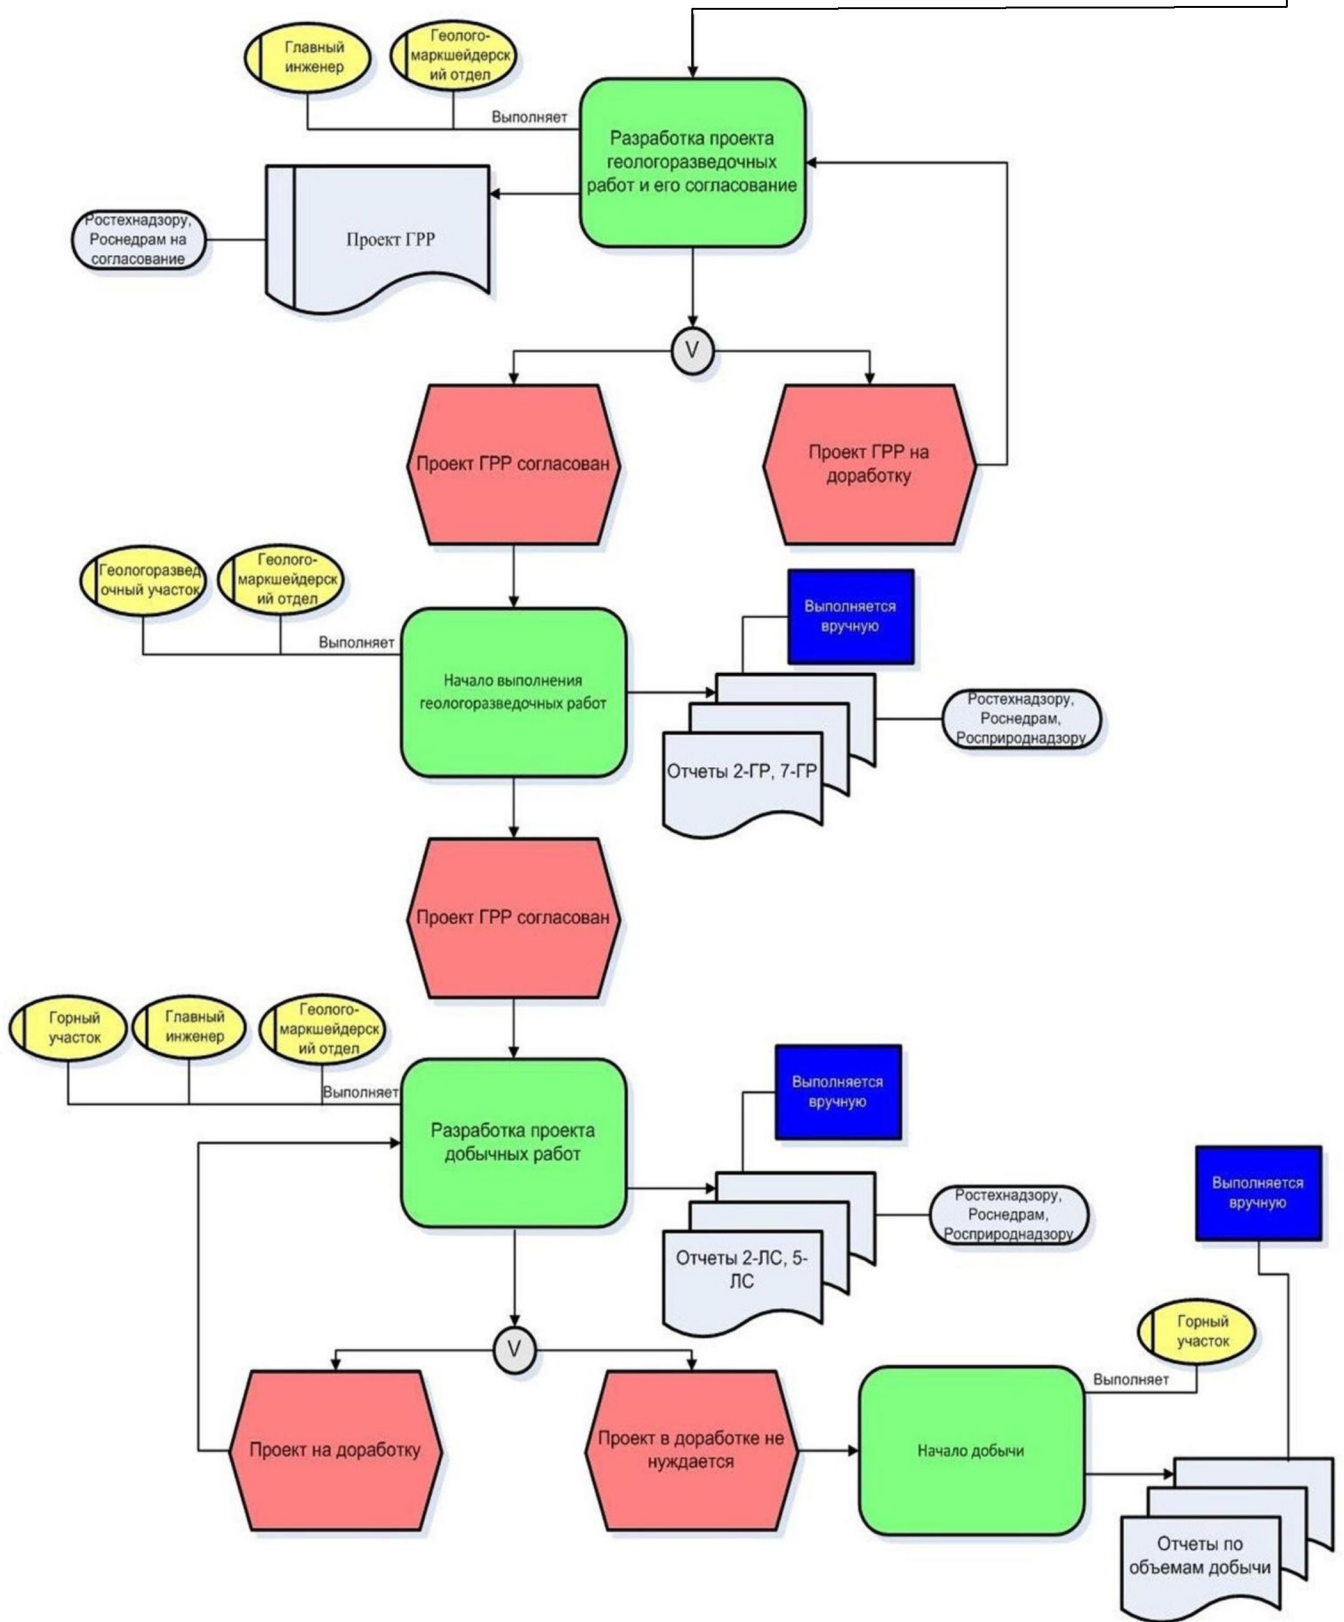 Главный
инженер
Геолого-
маркшейдерск
ий отдел
Выполняет
Разработка проекта
геологоразведочных
работ и его согласование
Ростехнадзору,
Роснедрам на
согласование
Проект ГРР
V
Проект ГРР согласован
Проект ГРР на
доработку
Геологоразвед
очный участок
Геолого-
маркшейдерск
ий отдел
Выполняет
Начало выполнения
геологоразведочных работ
Выполняется
вручную
Отчеты 2-ГР, 7-ГР
Ростехнадзору,
Роснедрам,
Росприроднадзору
Проект ГРР согласован
Горный
участок
Главный
инженер
Геолого-
маркшейдерск
ий отдел
Выполняет
Разработка проекта
добычных работ
Выполняется
вручную
Отчеты 2-ЛС, 5-
ЛС
Ростехнадзору,
Роснедрам,
Росприроднадзору
Выполняется
вручную
V
Проект на доработку
Проект в доработке не
нуждается
Начало добычи
Горный
участок
Выполняет
Отчеты по
объемам добычи